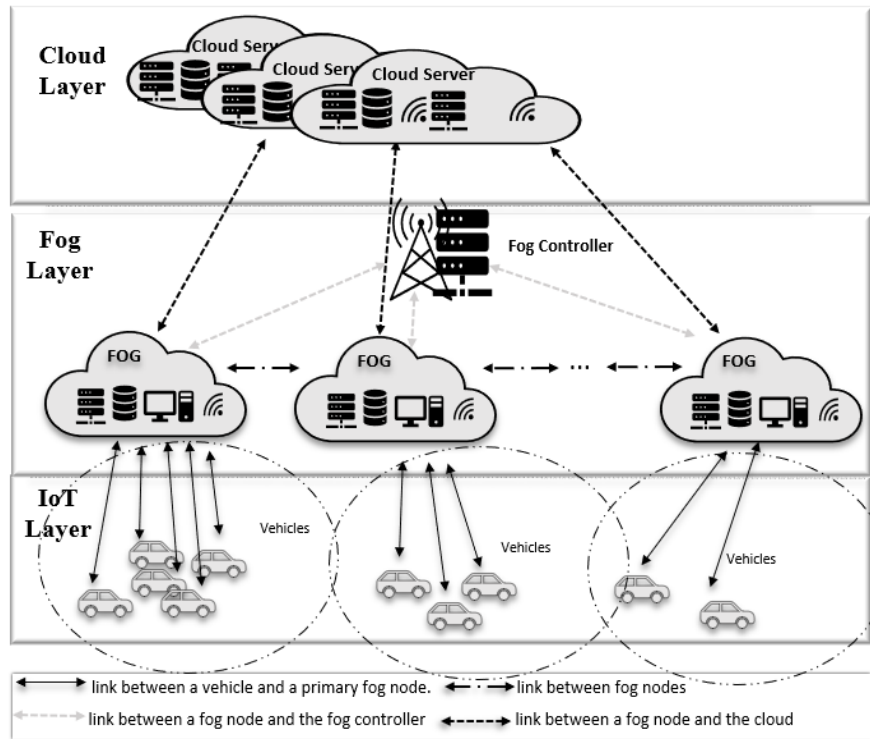 Cloud
Layer
Cloud Serv
Cloud Serv
Cloud Server
Fog
Layer
Fog Controller
FOG
FOG
FOG
...
IoT
Layer
Vehicles
Vehicles
Vehicles
link between a vehicle and a primary fog node.
link between fog nodes
link between a fog node and the fog controller
link between a fog node and the cloud